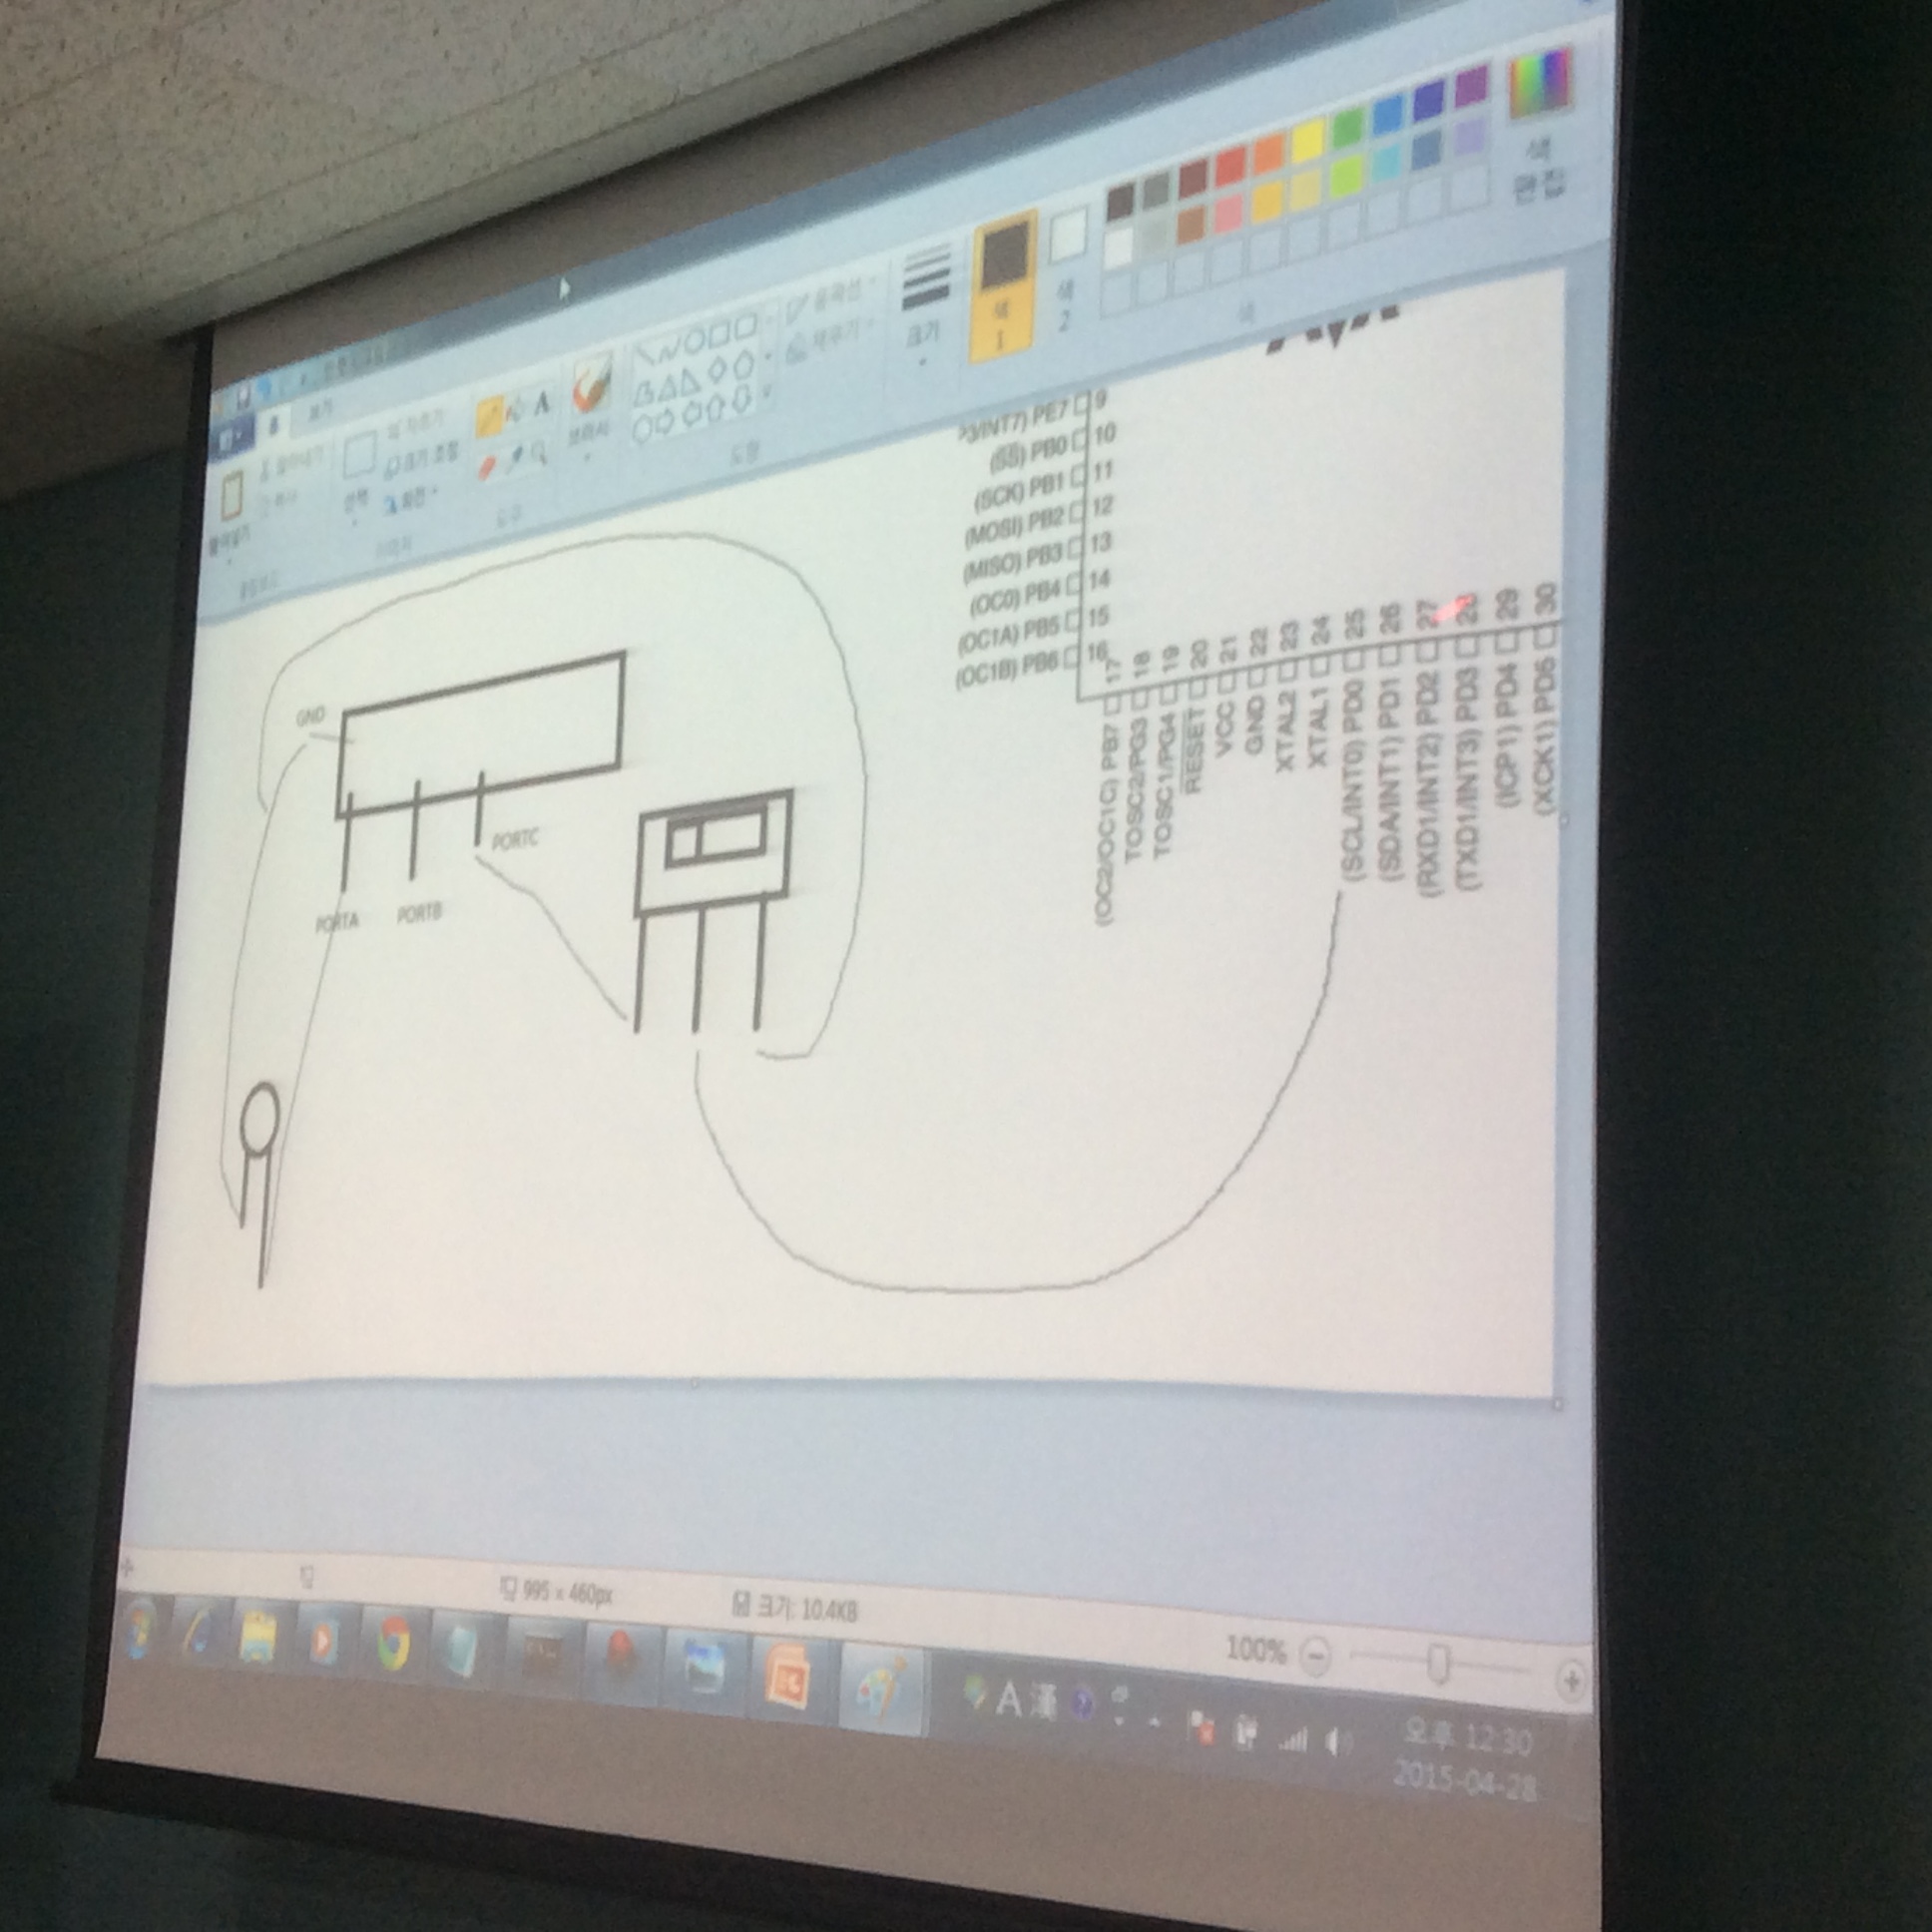 보기
잘라내기
복사
붙여넣기
클립보드
선택
자르기
크기 조정
회전
이미지
A
도구
브러시
도형
윤곽선
채우기
크기
색
1
색
2
색
색
편집
GND
PORTA
PORTB
PORTC
3/INT7) PE7 9
(SS) PB0 10
(SCK) PB1 11
(MOSI) PB2 12
(MISO) PB3 13
(OC0) PB4 14
(OC1A) PB5 15
(OC1B) PB6 16
(OC2/OC1C) PB7 17
TOSC2/PG3 18
TOSC1/PG4 19
RESET 20
VCC 21
GND 22
XTAL2 23
XTAL1 24
(SCL/INT0) PD0 25
(SDA/INT1) PD1 26
(RXD1/INT2) PD2 27
(TXD1/INT3) PD3 28
(ICP1) PD4 29
(XCK1) PD5 30
995 × 460px
크기: 10.4KB
100%
A 漢
오후 12:30
2015-04-28